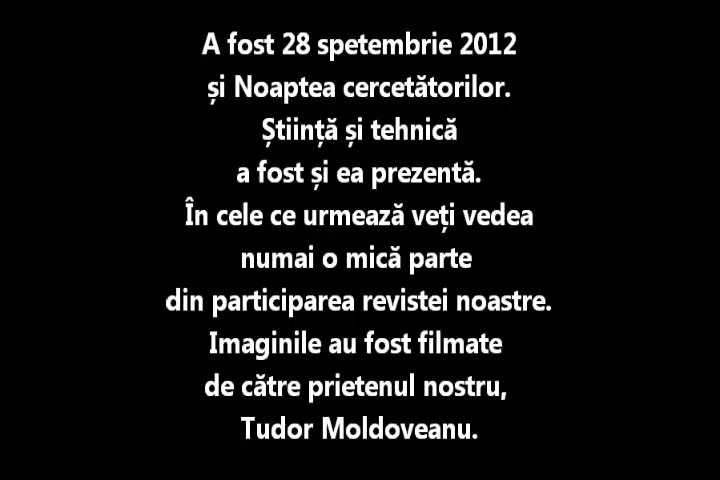 A fost 28 spetembrie 2012
și Noaptea cercetătorilor.
Știință și tehnică
a fost și ea prezentă.
În cele ce urmează veți vedea
numai o mică parte
din participarea revistei noastre.
Imaginile au fost filmate
de către prietenul nostru,
Tudor Moldoveanu.